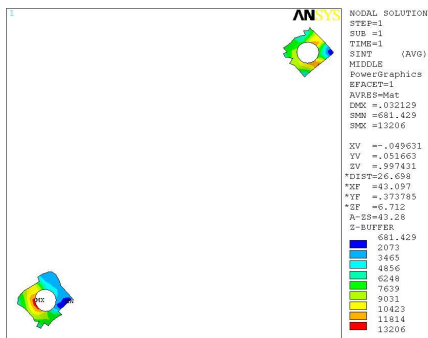 1
ANSYS
NODAL SOLUTION
STEP=1
SUB =1
TIME=1
SINT (AVG)
MIDDLE
PowerGraphics
EFACET=1
AVRES=Mat
DMX =.032129
SMN =681.429
SMX =13206
XV =-.049631
YV =.051663
ZV =.997431
*DIST=26.698
*XF =43.097
*YF =.373785
*ZF =6.712
A-ZS=43.28
Z-BUFFER
681.429
2073
3465
4856
6248
7639
9031
10423
11814
13206
MX